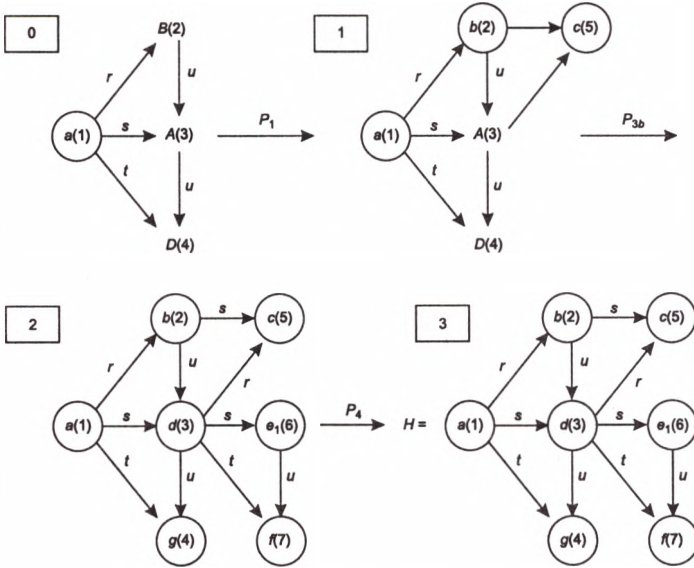 0
B(2)
1
b(2)
c(5)
r
u
r
u
a(1)
s
A(3)
P1
a(1)
s
A(3)
P3b
t
u
t
u
D(4)
D(4)
2
b(2)
s
c(5)
3
b(2)
s
c(5)
r
u
r
r
u
r
a(1)
s
d(3)
s
e1(6)
P4
H =
a(1)
s
d(3)
s
e1(6)
t
u
t
u
t
u
t
u
g(4)
f(7)
g(4)
f(7)